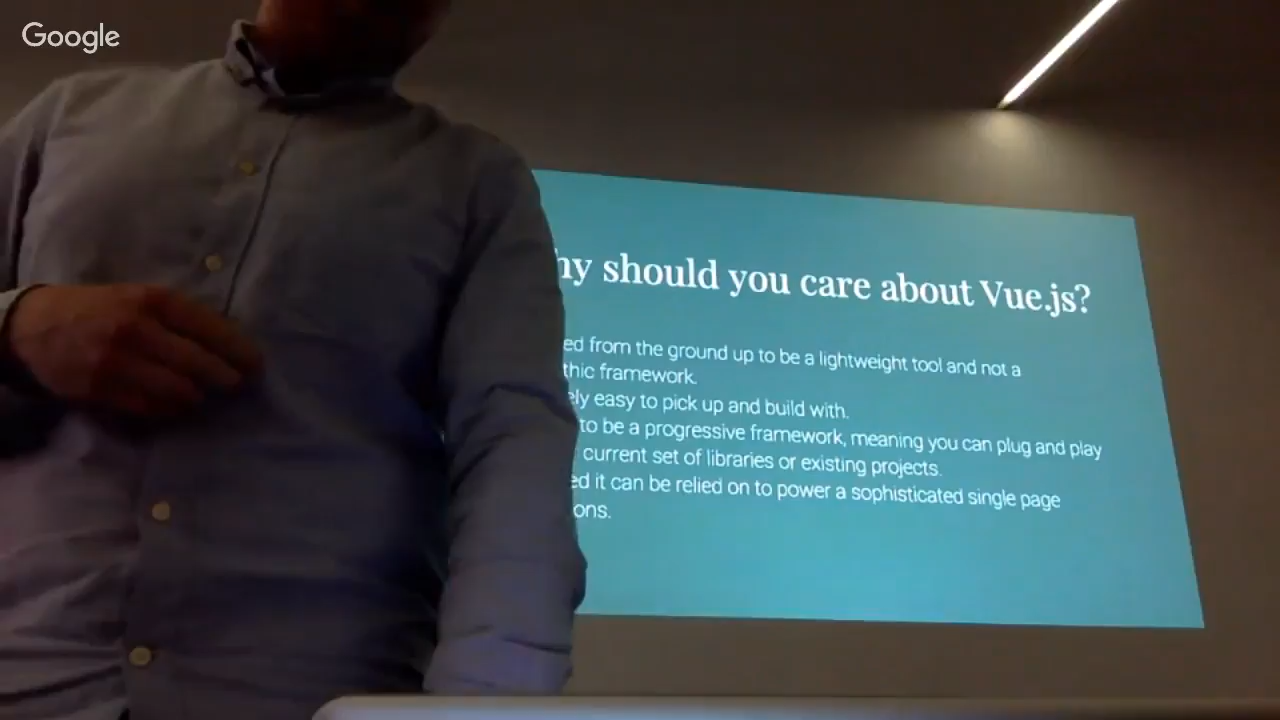 Google
hy should you care about Vue.js?
ed from the ground up to be a lightweight tool and not a
thic framework.
ely easy to pick up and build with.
to be a progressive framework, meaning you can plug and play
current set of libraries or existing projects.
ed it can be relied on to power a sophisticated single page
ons.